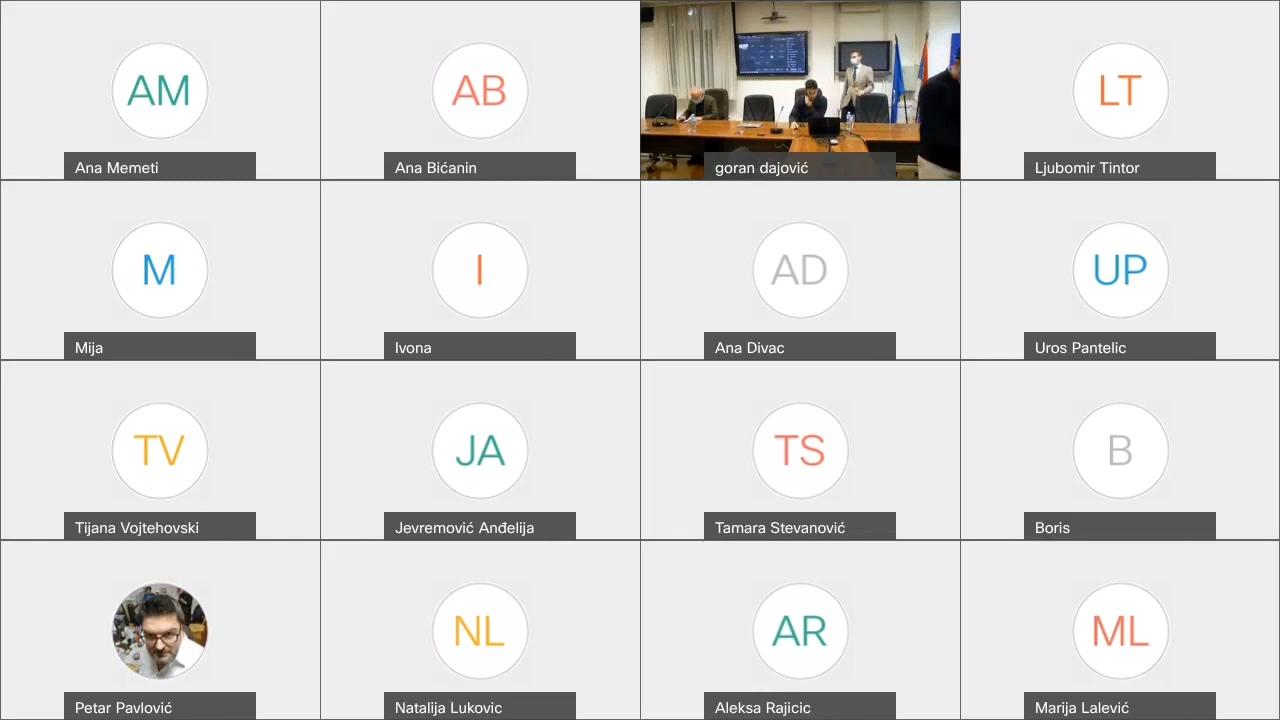 AM
AB
LT
Ana Memeti
Ana Bićanin
goran dajović
Ljubomir Tintor
M
I
AD
UP
Mija
Ivona
Ana Divac
Uros Pantelic
TV
JA
TS
B
Tijana Vojtehovski
Jevremović Anđelija
Tamara Stevanović
Boris
NL
AR
ML
Petar Pavlović
Natalija Lukovic
Aleksa Rajicic
Marija Lalević